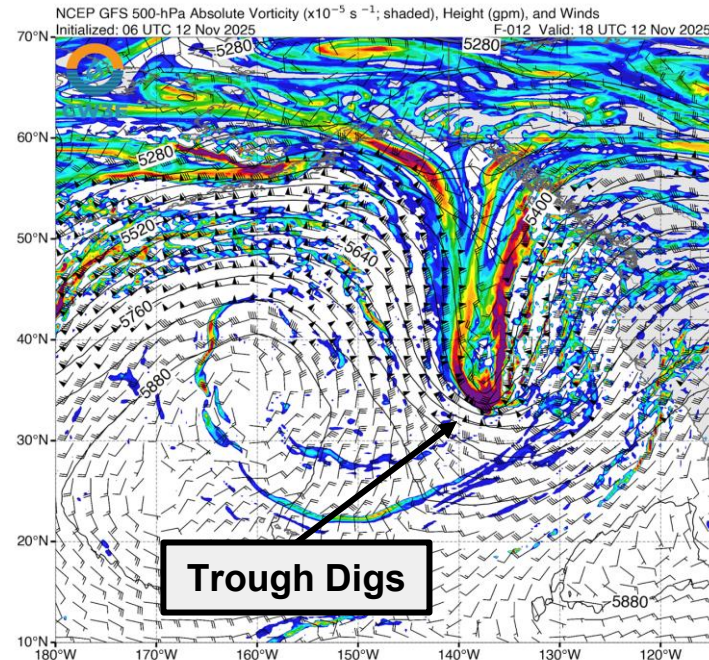 NCEP GFS 500-hPa Absolute Vorticity (x10⁻⁵ s⁻¹; shaded), Height (gpm), and Winds
Initialized: 06 UTC 12 Nov 2025 F-012 Valid: 18 UTC 12 Nov 2025
70°N
5280
5280
60°N
5280
5400
50°N
5520
5640
5760
40°N
5880
30°N
20°N
Trough Digs
5880
10°N
180°W 170°W 160°W 150°W 140°W 130°W 120°W